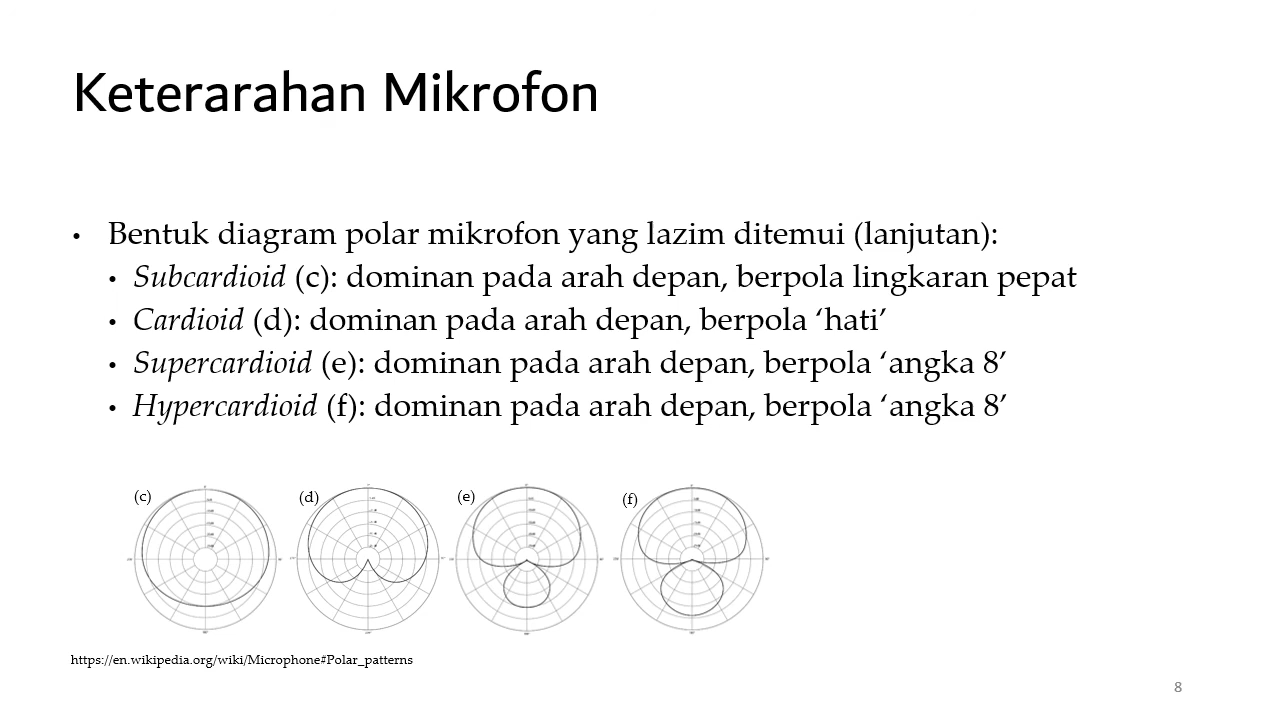 Keterarahan Mikrofon
• Bentuk diagram polar mikrofon yang lazim ditemui (lanjutan):
• Subcardioid (c): dominan pada arah depan, berpola lingkaran pepat
• Cardioid (d): dominan pada arah depan, berpola ‘hati’
• Supercardioid (e): dominan pada arah depan, berpola ‘angka 8’
• Hypercardioid (f): dominan pada arah depan, berpola ‘angka 8’
(c)
(d)
(e)
(f)
https://en.wikipedia.org/wiki/Microphone#Polar_patterns
8